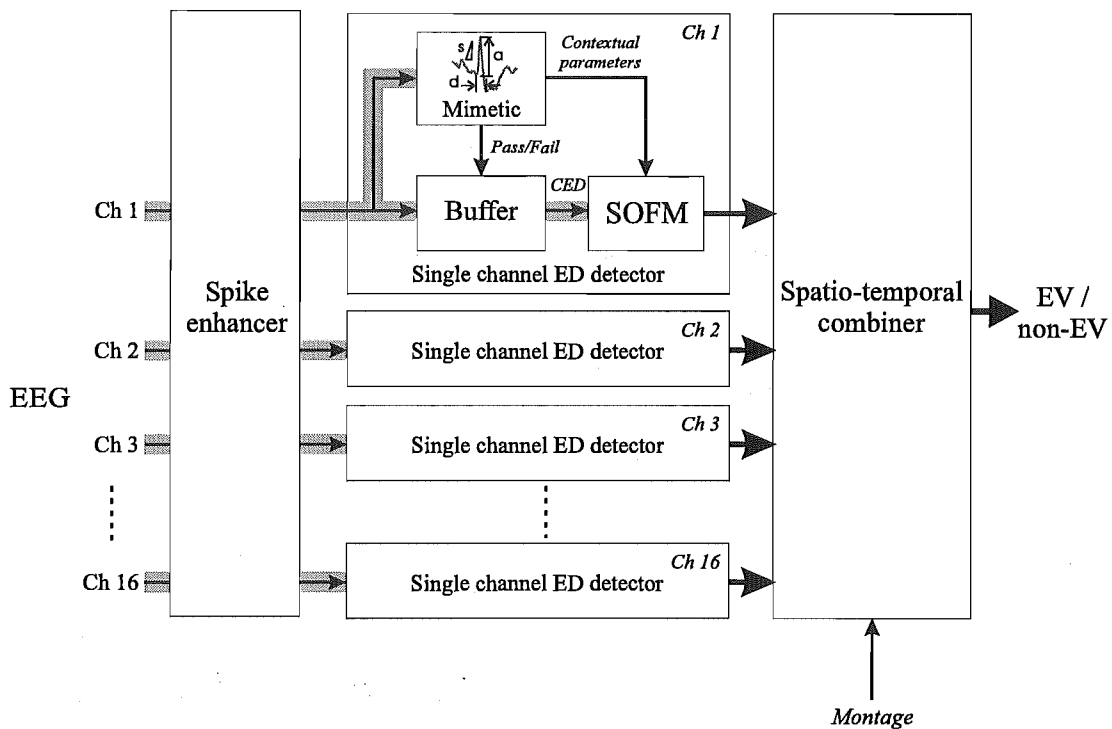 Ch 1
s
a
d
Mimetic
Contextual
parameters
Pass/Fail
Ch 1
Buffer
CED
SOFM
Single channel ED detector
Spike
enhancer
Spatio-temporal
combiner
EV /
non-EV
Ch 2
Ch 2
Single channel ED detector
EEG
Ch 3
Ch 3
Single channel ED detector
Ch 16
Ch 16
Single channel ED detector
Montage